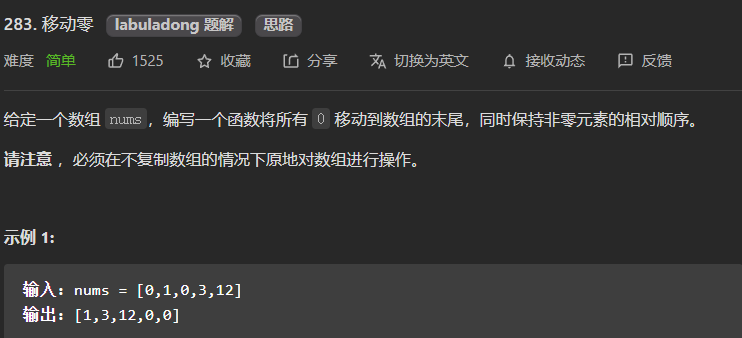 283. 移动零 labuladong 题解 思路
难度 简单 1525 收藏 分享 切换为英文 接收动态 反馈
给定一个数组 nums，编写一个函数将所有 0 移动到数组的末尾，同时保持非零元素的相对顺序。
请注意 ，必须在不复制数组的情况下原地对数组进行操作。
示例 1:
输入：nums = [0,1,0,3,12]
输出：[1,3,12,0,0]